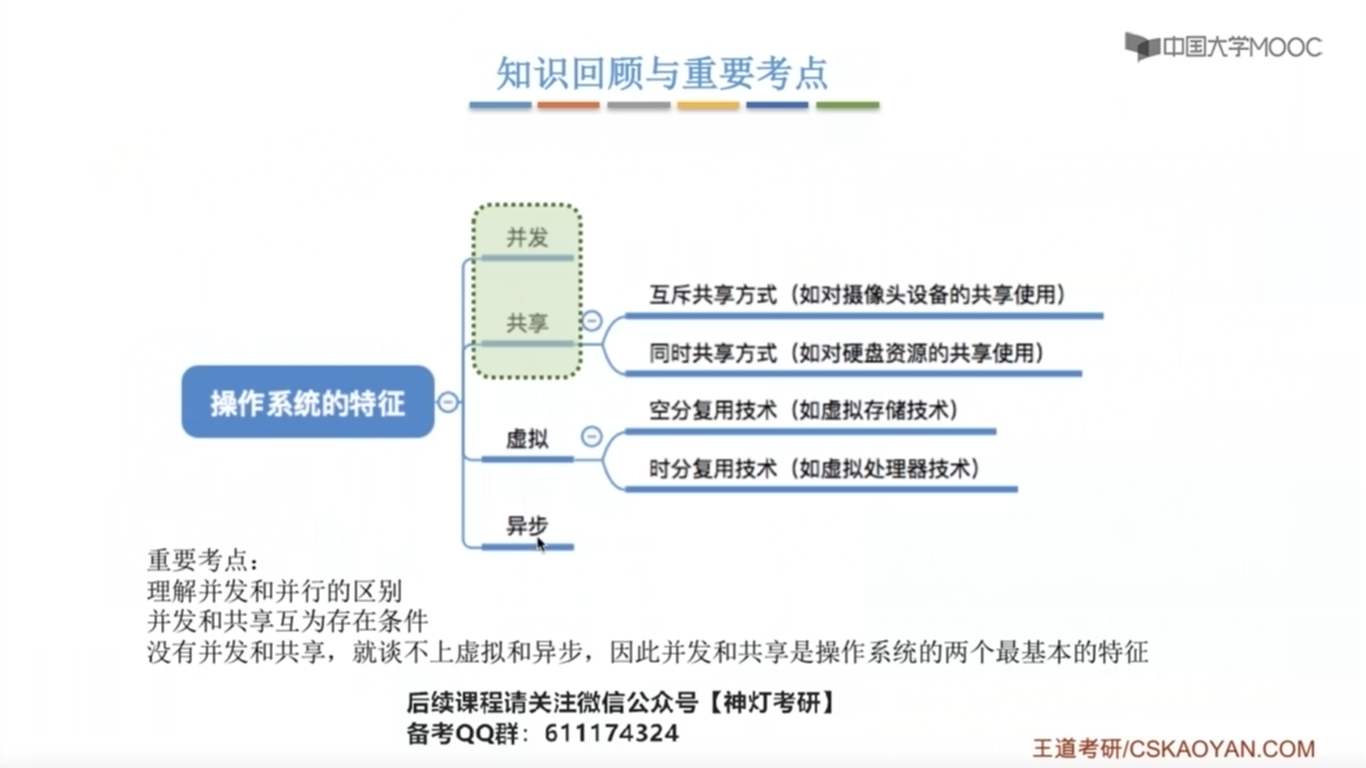 中国大学MOOC
知识回顾与重要考点
并发
共享
互斥共享方式（如对摄像头设备的共享使用）
同时共享方式（如对硬盘资源的共享使用）
操作系统的特征
虚拟
空分复用技术（如虚拟存储技术）
时分复用技术（如虚拟处理器技术）
异步
重要考点：
理解并发和并行的区别
并发和共享互为存在条件
没有并发和共享，就谈不上虚拟和异步，因此并发和共享是操作系统的两个最基本的特征
后续课程请关注微信公众号【神灯考研】
备考QQ群：611174324
王道考研/CSKAOYAN.COM